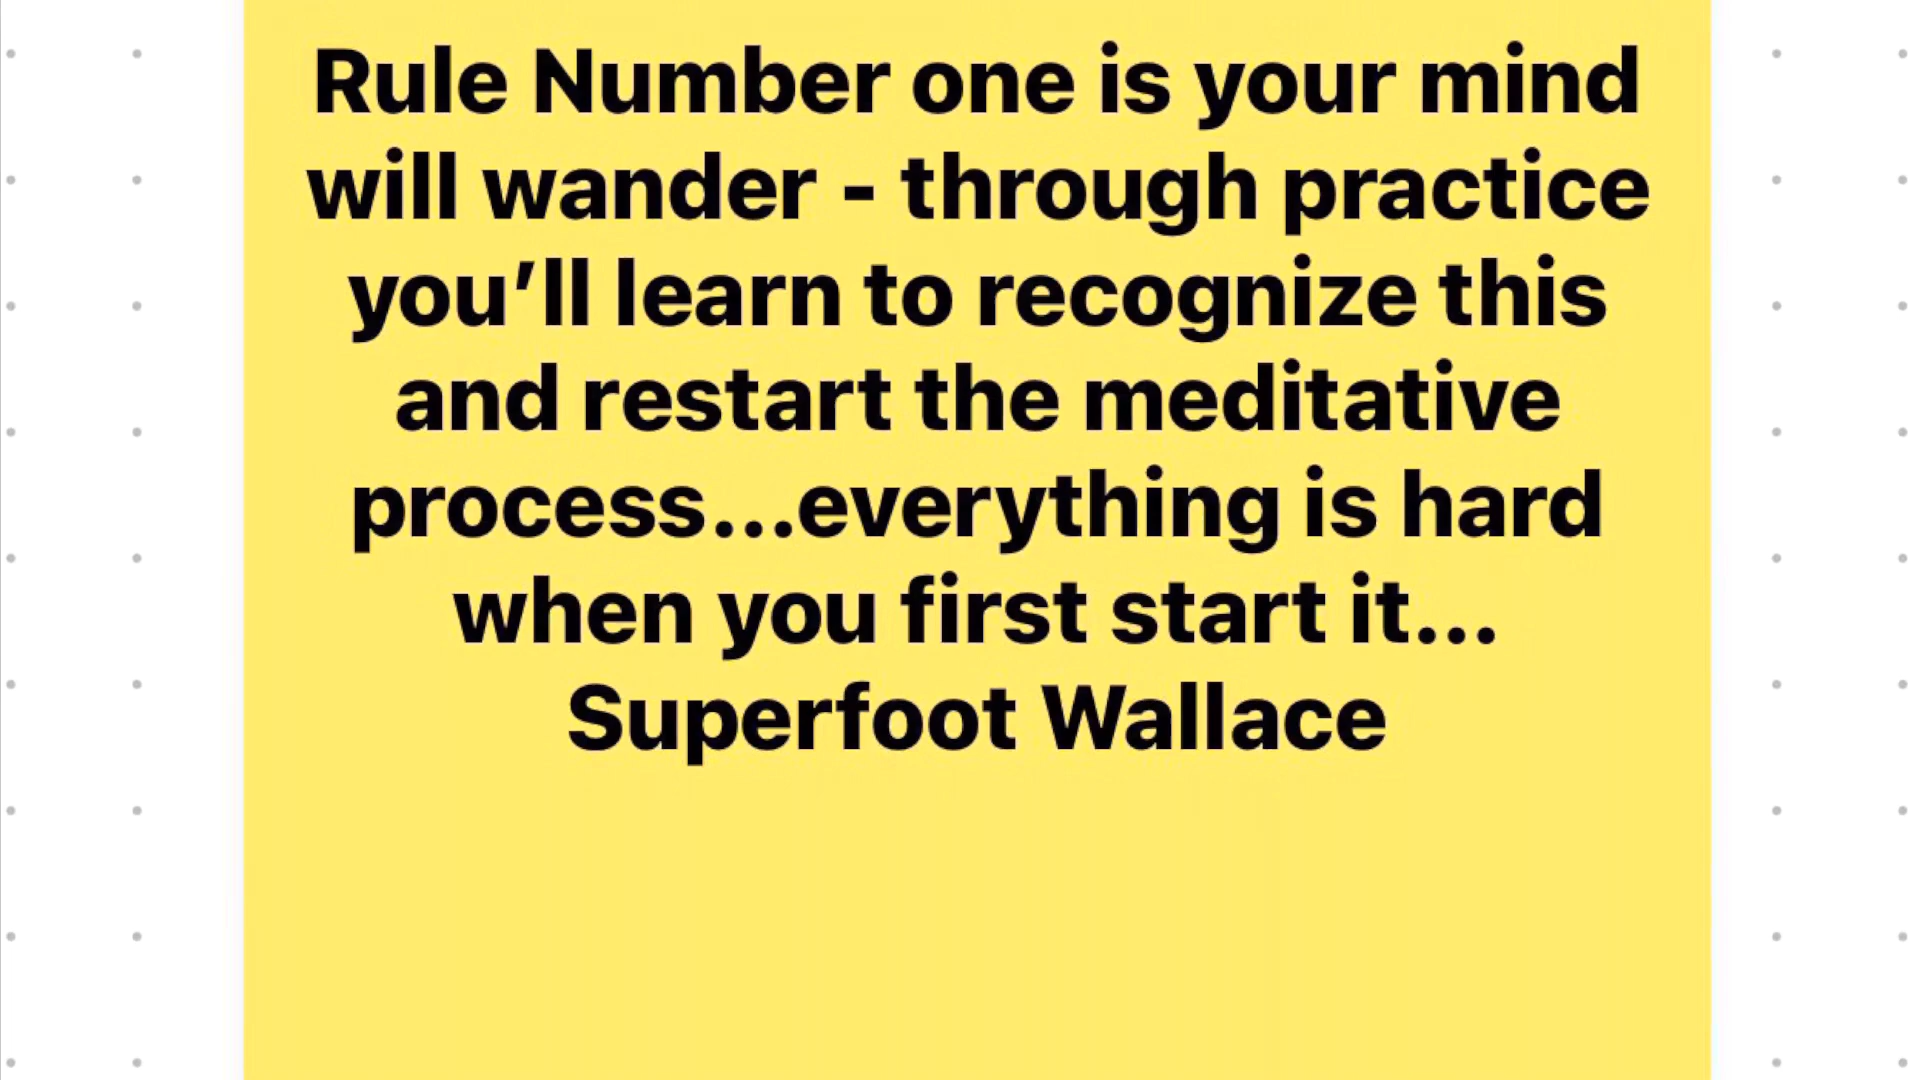 Rule Number one is your mind
will wander - through practice
you’ll learn to recognize this
and restart the meditative
process...everything is hard
when you first start it...
Superfoot Wallace